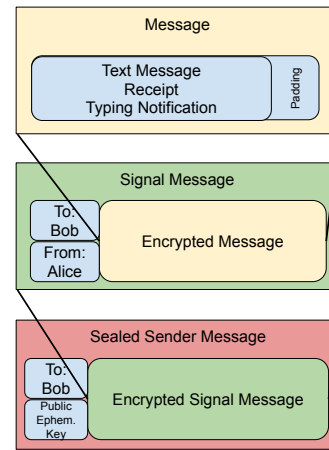 Message
Text Message
Receipt
Typing Notification
Padding
Signal Message
To:
Bob
From:
Alice
Encrypted Message
Sealed Sender Message
To:
Bob
Public
Ephem.
Key
Encrypted Signal Message